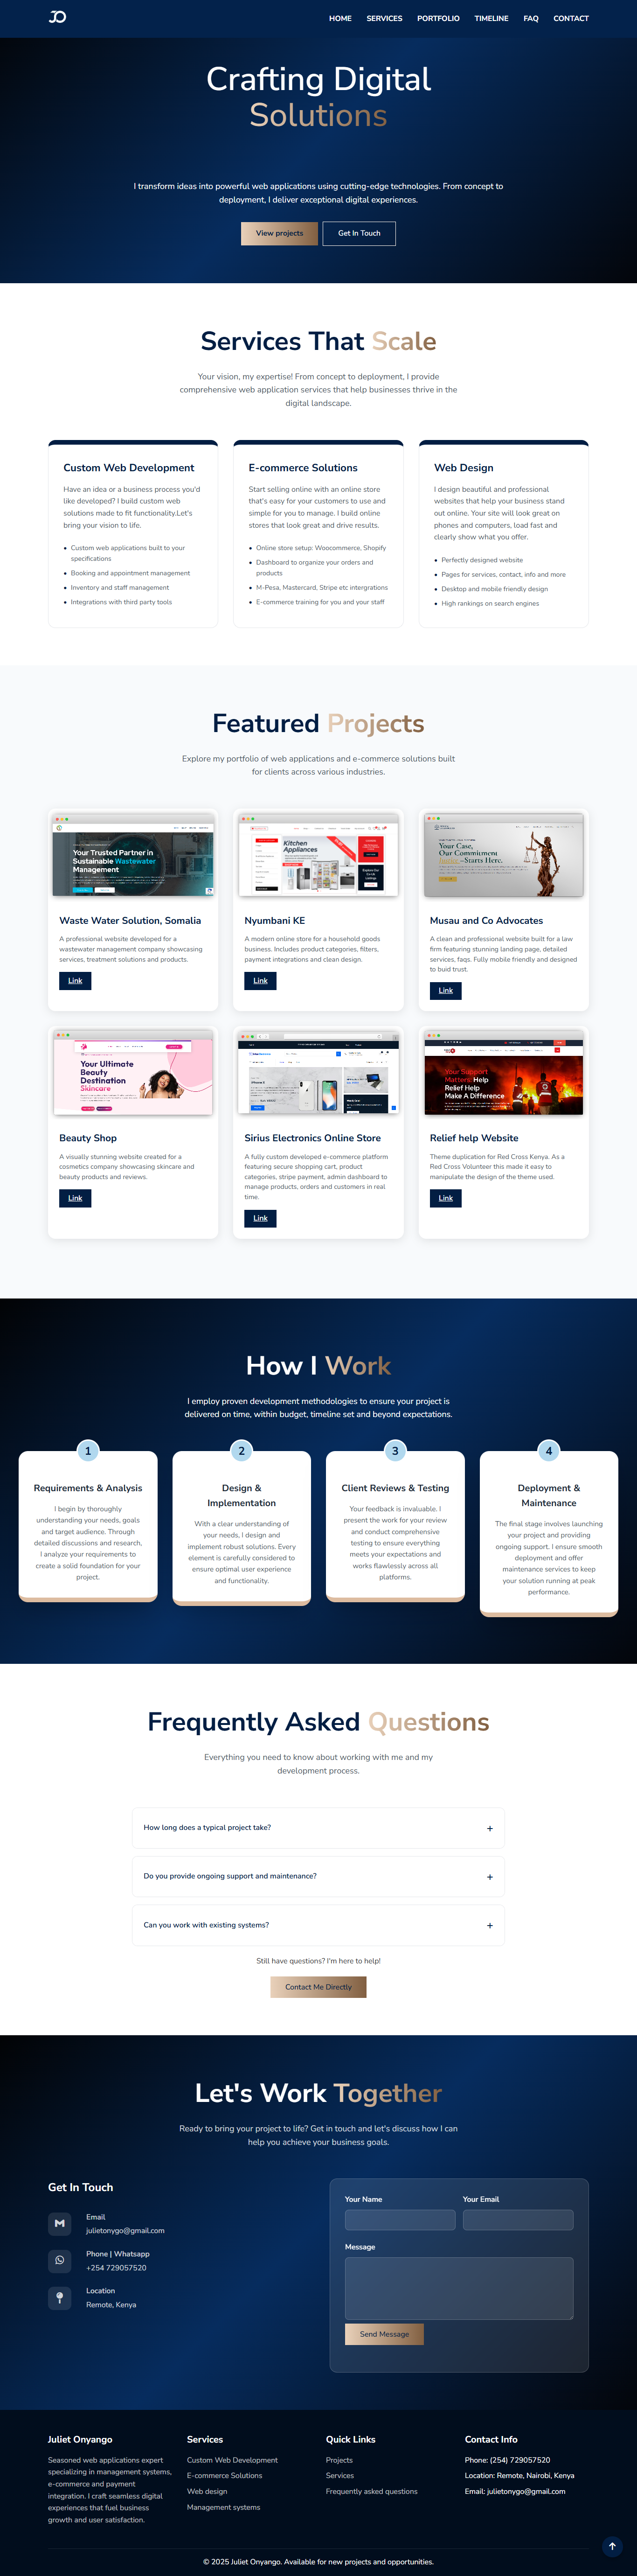 JO
HOME SERVICES PORTFOLIO TIMELINE FAQ CONTACT
Crafting Digital
Solutions
I transform ideas into powerful web applications using cutting-edge technologies. From concept to
deployment, I deliver exceptional digital experiences.
View projects
Get In Touch
Services That Scale
Your vision, my expertise! From concept to deployment, I provide
comprehensive web application services that help businesses thrive in the
digital landscape.
Custom Web Development
Have an idea or a business process you'd
like developed? I build custom web
solutions made to fit functionality.Let's
bring your vision to life.
Custom web applications built to your
specifications
Booking and appointment management
Inventory and staff management
Integrations with third party tools
E-commerce Solutions
Start selling online with an online store
that's easy for your customers to use and
simple for you to manage. I build online
stores that look great and drive results.
Online store setup: Woocommerce, Shopify
Dashboard to organize your orders and
products
M-Pesa, Mastercard, Stripe etc intergrations
E-commerce training for you and your staff
Web Design
I design beautiful and professional
websites that help your business stand
out online. Your site will look great on
phones and computers, load fast and
clearly show what you offer.
Perfectly designed website
Pages for services, contact, info and more
Desktop and mobile friendly design
High rankings on search engines
Featured Projects
Explore my portfolio of web applications and e-commerce solutions built
for clients across various industries.
Your Trusted Partner in
Sustainable Wastewater
Management
Waste Water Solution, Somalia
A professional website developed for a
wastewater management company showcasing
services, treatment solutions and products.
Link
Kitchen
Appliances
Nyumbani KE
A modern online store for a household goods
business. Includes product categories, filters,
payment integrations and clean design.
Link
Your Case,
Our Commitment
Justice -Starts Here.
Musau and Co Advocates
A clean and professional website built for a law
firm featuring stunning landing page, detailed
services, faqs. Fully mobile friendly and designed
to buid trust.
Link
Your Ultimate
Beauty
Destination
Skincare
Beauty Shop
A visually stunning website created for a
cosmetics company showcasing skincare and
beauty products and reviews.
Link
Sirius Electronics Online Store
A fully custom developed e-commerce platform
featuring secure shopping cart, product
categories, stripe payment, admin dashboard to
manage products, orders and customers in real
time.
Link
Your Support
Matters. Help
Relief Help
Make A Difference
Relief help Website
Theme duplication for Red Cross Kenya. As a
Red Cross Volunteer this made it easy to
manipulate the design of the theme used.
Link
How I Work
I employ proven development methodologies to ensure your project is
delivered on time, within budget, timeline set and beyond expectations.
1
Requirements & Analysis
I begin by thoroughly
understanding your needs, goals
and target audience. Through
detailed discussions and research,
I analyze your requirements to
create a solid foundation for your
project.
2
Design &
Implementation
With a clear understanding of
your needs, I design and
implement robust solutions. Every
element is carefully considered to
ensure optimal user experience
and functionality.
3
Client Reviews & Testing
Your feedback is invaluable. I
present the work for your review
and conduct comprehensive
testing to ensure everything
meets your expectations and
works flawlessly across all
platforms.
4
Deployment &
Maintenance
The final stage involves launching
your project and providing
ongoing support. I ensure smooth
deployment and offer
maintenance services to keep
your solution running at peak
performance.
Frequently Asked Questions
Everything you need to know about working with me and my
development process.
How long does a typical project take? +
Do you provide ongoing support and maintenance? +
Can you work with existing systems? +
Still have questions? I'm here to help!
Contact Me Directly
Let's Work Together
Ready to bring your project to life? Get in touch and let's discuss how I can
help you achieve your business goals.
Get In Touch
Email
julietonygo@gmail.com
Phone | Whatsapp
+254 729057520
Location
Remote, Kenya
Your Name
Your Email
Message
Send Message
Juliet Onyango
Seasoned web applications expert
specializing in management systems,
e-commerce and payment
integration. I craft seamless digital
experiences that fuel business
growth and user satisfaction.
Services
Custom Web Development
E-commerce Solutions
Web design
Management systems
Quick Links
Projects
Services
Frequently asked questions
Contact Info
Phone: (254) 729057520
Location: Remote, Nairobi, Kenya
Email: julietonygo@gmail.com
© 2025 Juliet Onyango. Available for new projects and opportunities.